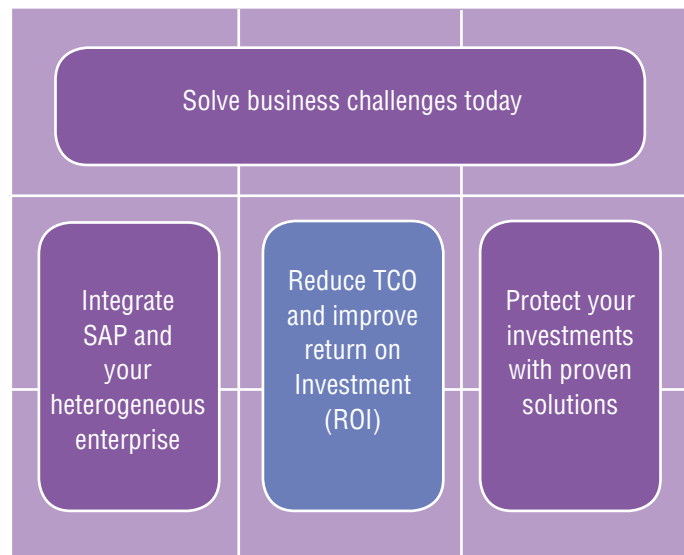 Solve business challenges today
Integrate
SAP and
your
heterogeneous
enterprise
Reduce TCO
and improve
return on
Investment
(ROI)
Protect your
investments
with proven
solutions